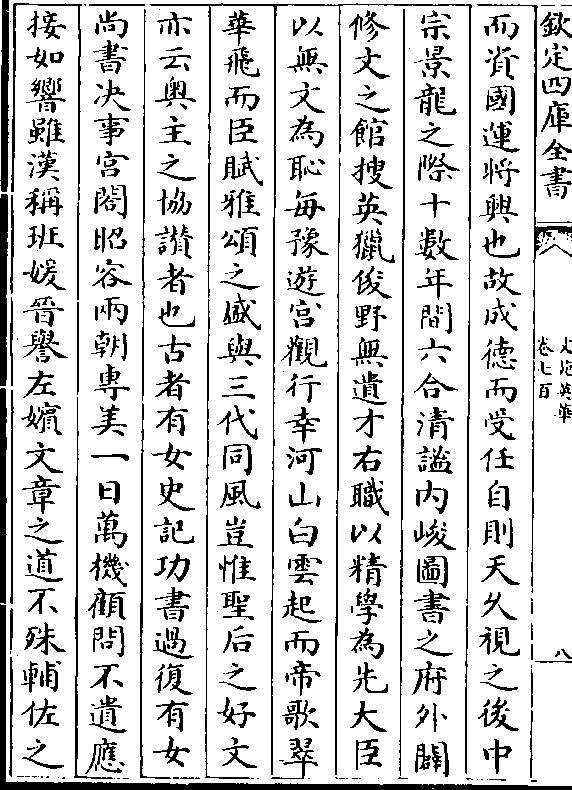 欽定四庫全書
文苑英華
卷七百
八
而資國運將興也故成徳而受任自則天久視之後中
宗景龍之際十數年間六合清謐内峻圖書之府外闢
修文之館搜英獵俊野無遺才右職以精學為先大臣
以無文為恥每豫遊宫觀行幸河山白雲起而帝歌翠
華飛而臣賦雅頌之盛與三代同風豈惟聖后之好文
亦云奥主之恊讚者也古者有女史記功書過復有女
尚書决事宫閤昭容兩朝專美一日萬機顧問不遺應
接如響雖漢稱班媛晉譽左嬪文章之道不殊輔佐之